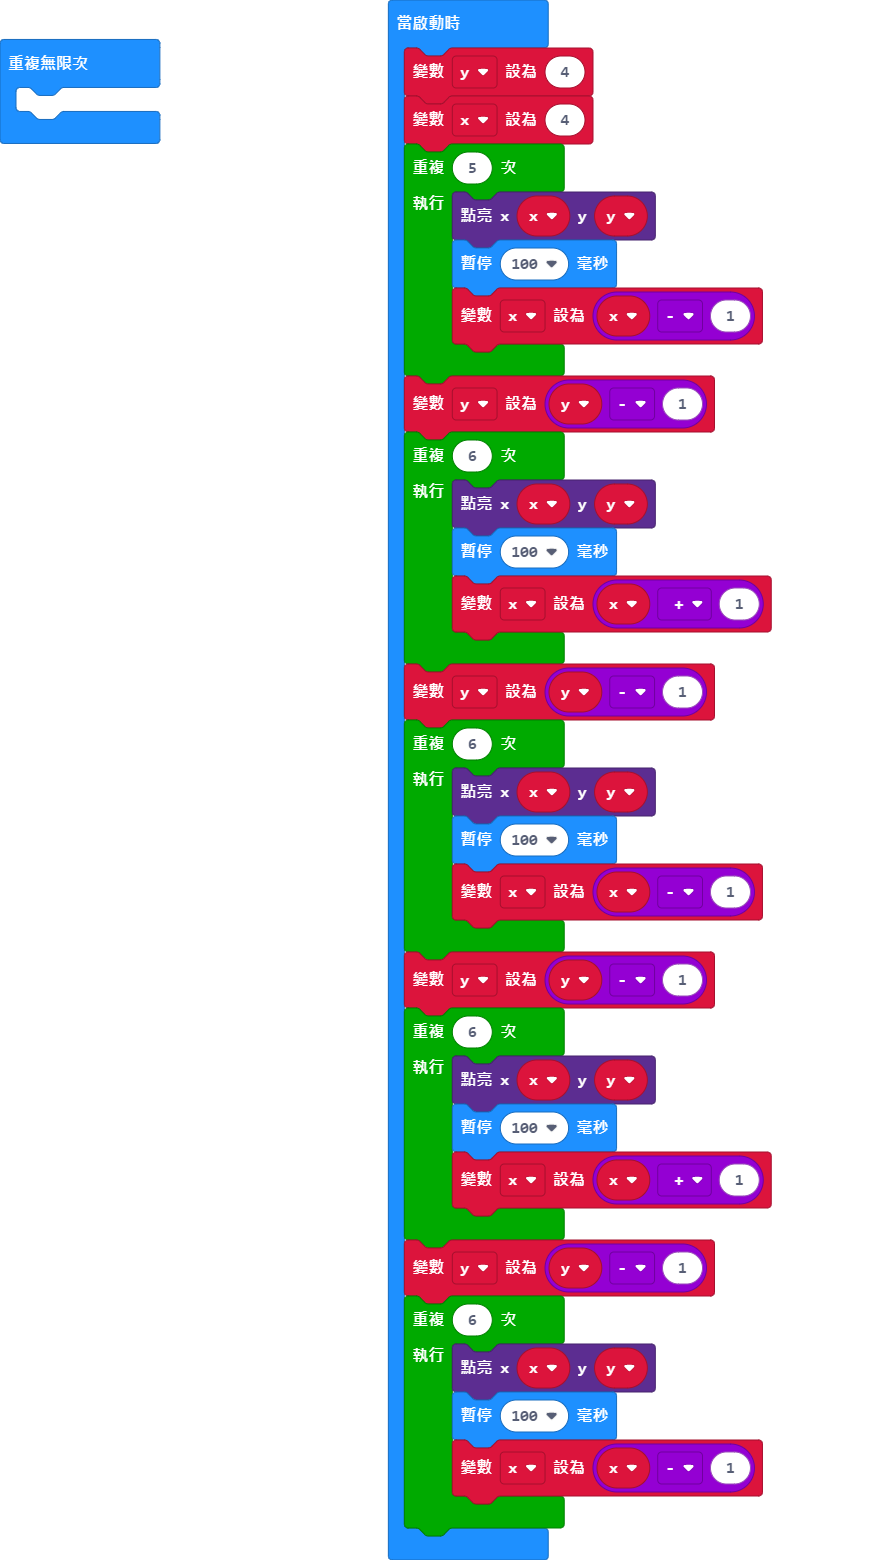 重複無限次
當啟動時
變數 y 設為 4
變數 x 設為 4
重複 5 次
執行
點亮 x x y y
暫停 100 毫秒
變數 x 設為 x - 1
變數 y 設為 y - 1
重複 6 次
執行
點亮 x x y y
暫停 100 毫秒
變數 x 設為 x + 1
變數 y 設為 y - 1
重複 6 次
執行
點亮 x x y y
暫停 100 毫秒
變數 x 設為 x - 1
變數 y 設為 y - 1
重複 6 次
執行
點亮 x x y y
暫停 100 毫秒
變數 x 設為 x + 1
變數 y 設為 y - 1
重複 6 次
執行
點亮 x x y y
暫停 100 毫秒
變數 x 設為 x - 1